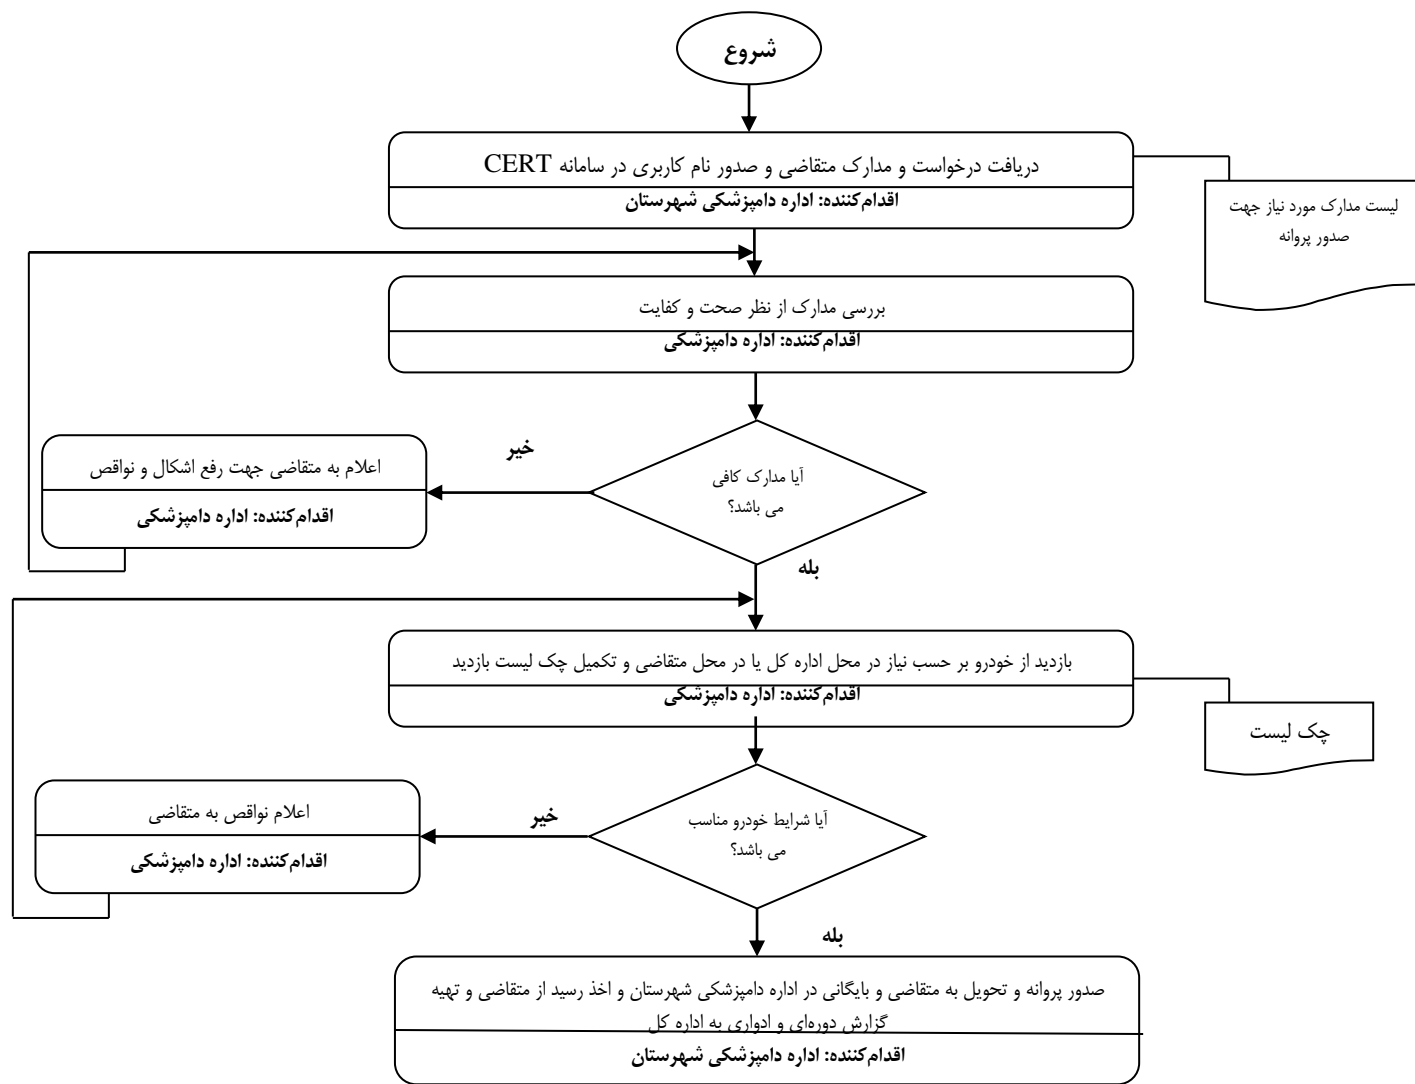 شروع
دریافت درخواست و مدارک متقاضی و صدور نام کاربری در سامانه CERT
اقدام‌کننده: اداره دامپزشکی شهرستان
لیست مدارک مورد نیاز جهت
صدور پروانه
بررسی مدارک از نظر صحت و کفایت
اقدام‌کننده: اداره دامپزشکی
آیا مدارک کافی
می باشد؟
خیر
اعلام به متقاضی جهت رفع اشکال و نواقص
اقدام‌کننده: اداره دامپزشکی
بله
بازدید از خودرو بر حسب نیاز در محل اداره کل یا در محل متقاضی و تکمیل چک لیست بازدید
اقدام‌کننده: اداره دامپزشکی
چک لیست
آیا شرایط خودرو مناسب
می باشد؟
خیر
اعلام نواقص به متقاضی
اقدام‌کننده: اداره دامپزشکی
بله
صدور پروانه و تحویل به متقاضی و بایگانی در اداره دامپزشکی شهرستان و اخذ رسید از متقاضی و تهیه
گزارش دوره‌ای و ادواری به اداره کل
اقدام‌کننده: اداره دامپزشکی شهرستان